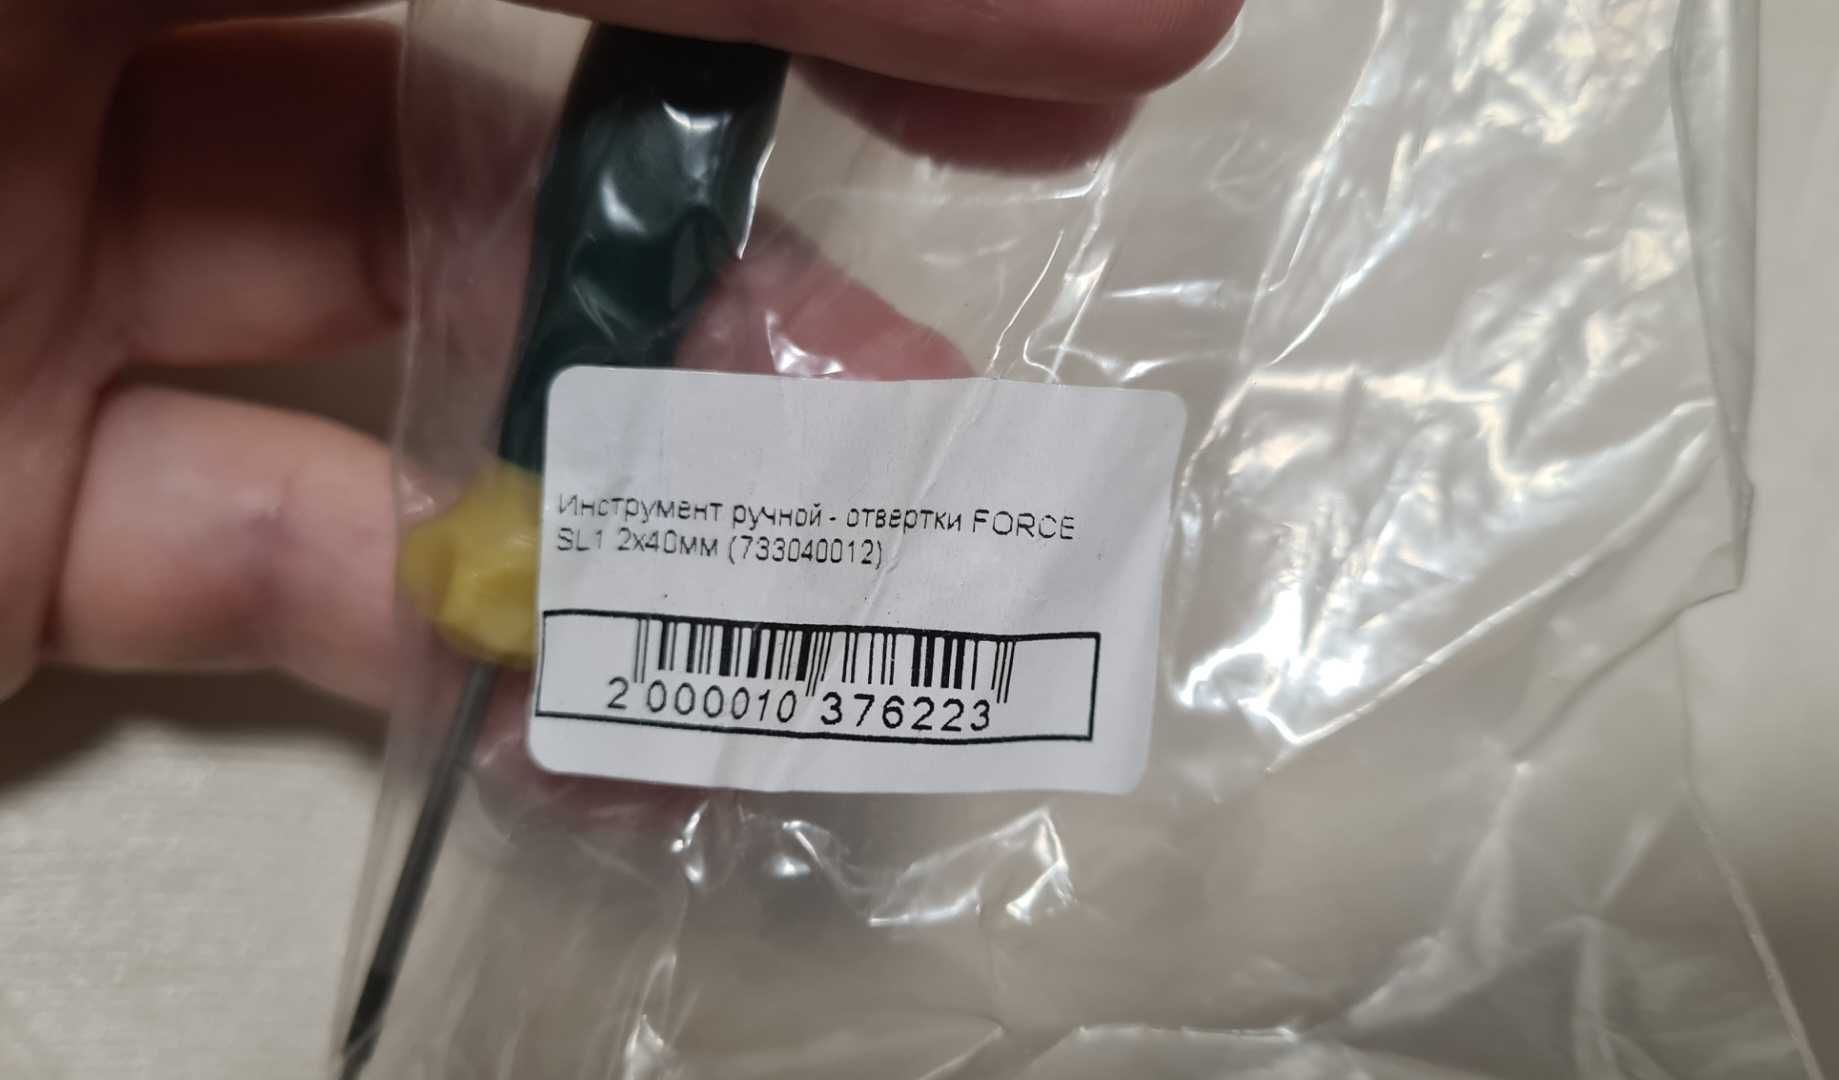 Инструмент ручной - отвертки FORCE
SL1 2x40мм (733040012)
2 000010 376223